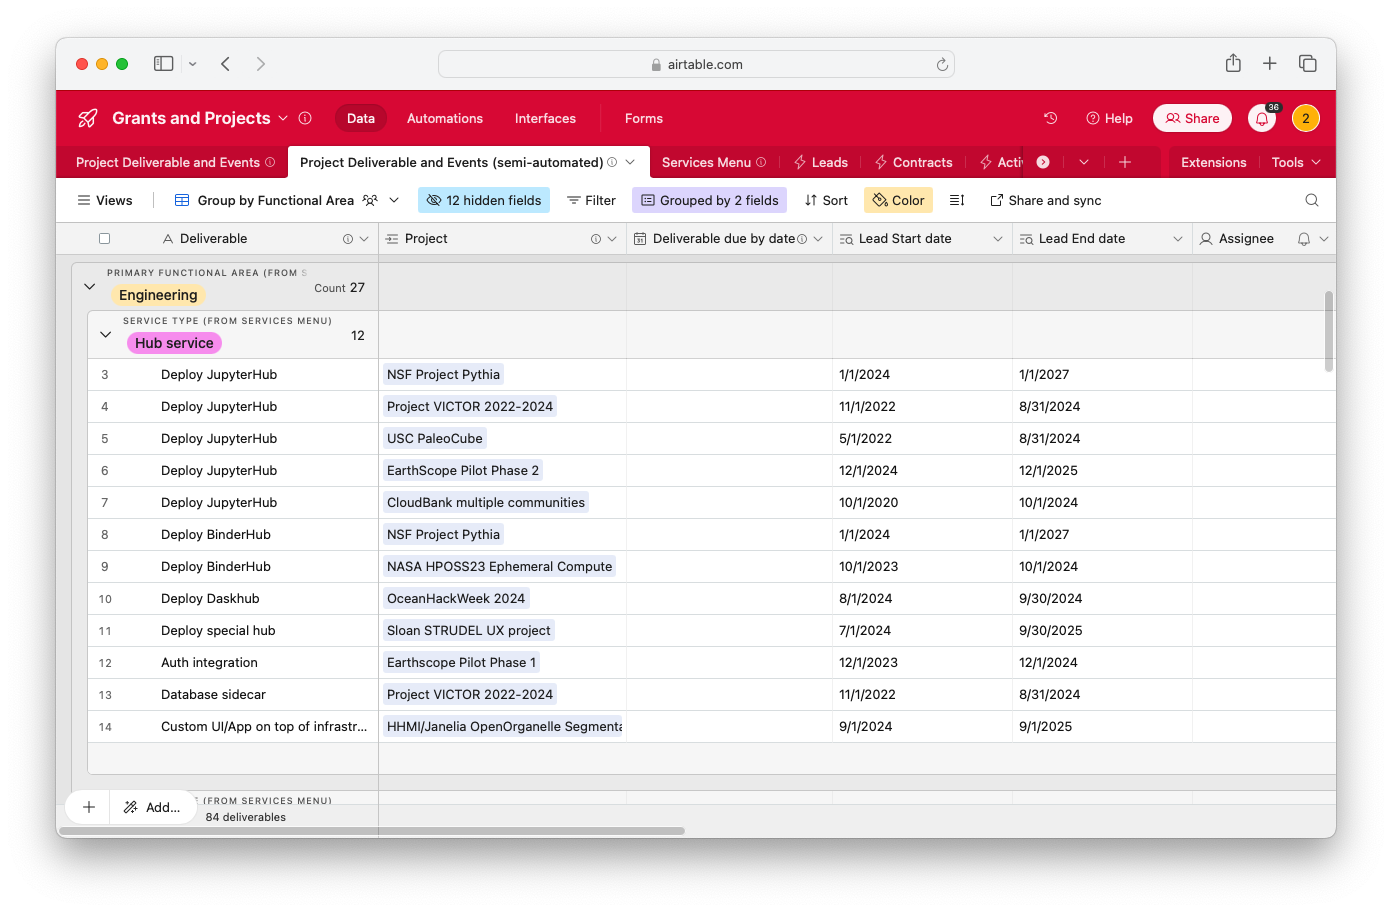 airtable.com
Grants and Projects Data Automations Interfaces Forms Help Share 36 2
Project Deliverable and Events Project Deliverable and Events (semi-automated) Services Menu Leads Contracts Acti Extensions Tools
Views Group by Functional Area 12 hidden fields Filter Grouped by 2 fields Sort Color Share and sync
Deliverable Project Deliverable due by date Lead Start date Lead End date Assignee
PRIMARY FUNCTIONAL AREA (FROM S
Engineering Count 27
SERVICE TYPE (FROM SERVICES MENU)
Hub service 12
3 Deploy JupyterHub NSF Project Pythia 1/1/2024 1/1/2027
4 Deploy JupyterHub Project VICTOR 2022-2024 11/1/2022 8/31/2024
5 Deploy JupyterHub USC PaleoCube 5/1/2022 8/31/2024
6 Deploy JupyterHub EarthScope Pilot Phase 2 12/1/2024 12/1/2025
7 Deploy JupyterHub CloudBank multiple communities 10/1/2020 10/1/2024
8 Deploy BinderHub NSF Project Pythia 1/1/2024 1/1/2027
9 Deploy BinderHub NASA HPOSS23 Ephemeral Compute 10/1/2023 10/1/2024
10 Deploy Daskhub OceanHackWeek 2024 8/1/2024 9/30/2024
11 Deploy special hub Sloan STRUDEL UX project 7/1/2024 9/30/2025
12 Auth integration Earthscope Pilot Phase 1 12/1/2023 12/1/2024
13 Database sidecar Project VICTOR 2022-2024 11/1/2022 8/31/2024
14 Custom UI/App on top of infrastr... HHMI/Janelia OpenOrganelle Segmenta 9/1/2024 9/1/2025
(FROM SERVICES MENU)
Add...
84 deliverables